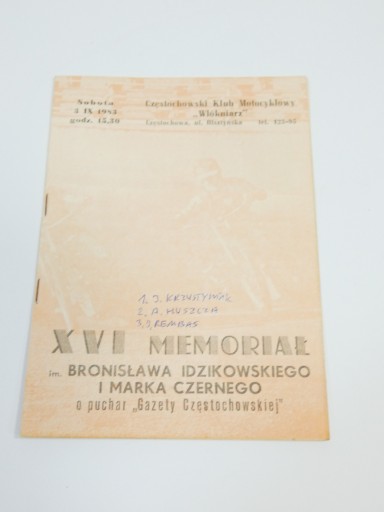 Sobota
godz. 15.30
Częstochowski Klub Motocyklowy
„Włókniarz”
Częstochowa, ul. Olsztyńska
1. J. KRZYSTYNIAK
2. A. HUSZCZA
3. J. REMBAS
XVI MEMORIAŁ
im. BRONISŁAWA IDZIKOWSKIEGO
I MARKA CZERNEGO
o puchar „Gazety Częstochowskiej”